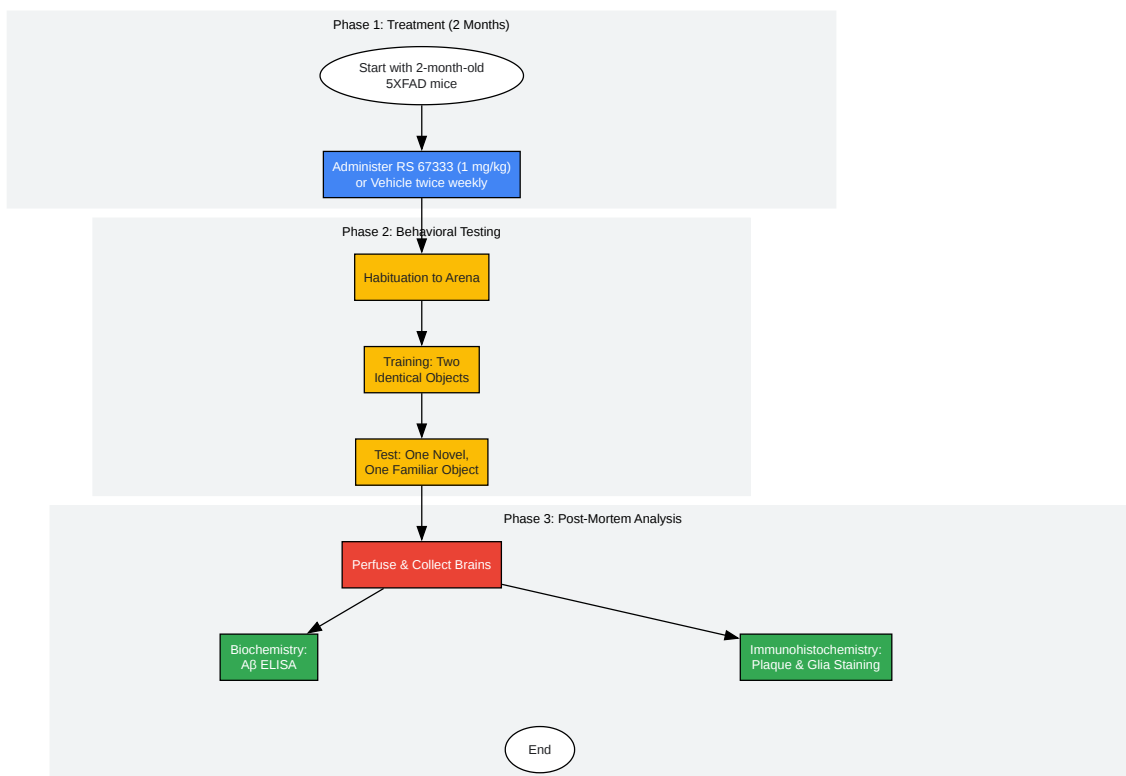 Phase 1: Treatment (2 Months)
Start with 2-month-old
5XFAD mice
Administer RS 67333 (1 mg/kg)
or Vehicle twice weekly
Phase 2: Behavioral Testing
Habituation to Arena
Training: Two
Identical Objects
Test: One Novel,
One Familiar Object
Phase 3: Post-Mortem Analysis
Perfuse & Collect Brains
Biochemistry:
Aβ ELISA
Immunohistochemistry:
Plaque & Glia Staining
End